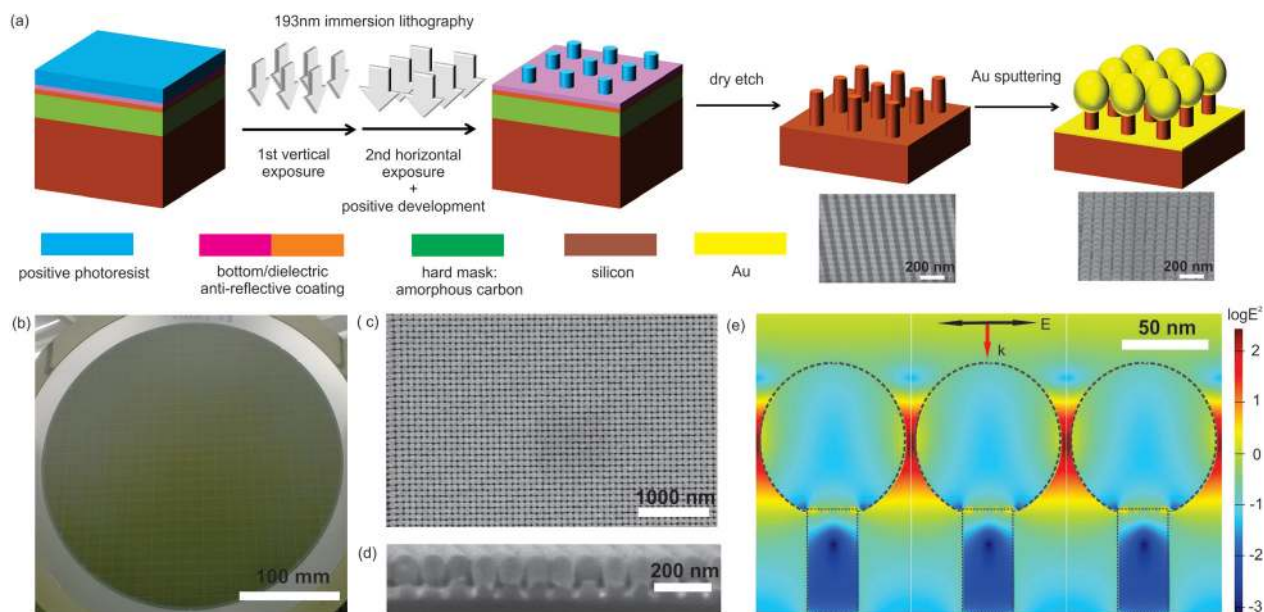 (a)
193nm immersion lithography
1st vertical
exposure
2nd horizontal
exposure
+
positive development
dry etch
Au sputtering
positive photoresist
bottom/dielectric
anti-reflective coating
hard mask:
amorphous carbon
silicon
Au
200 nm
200 nm
(b)
100 mm
( c)
1000 nm
(d)
200 nm
(e)
E
k
50 nm
logE²
2
1
0
-1
-2
-3